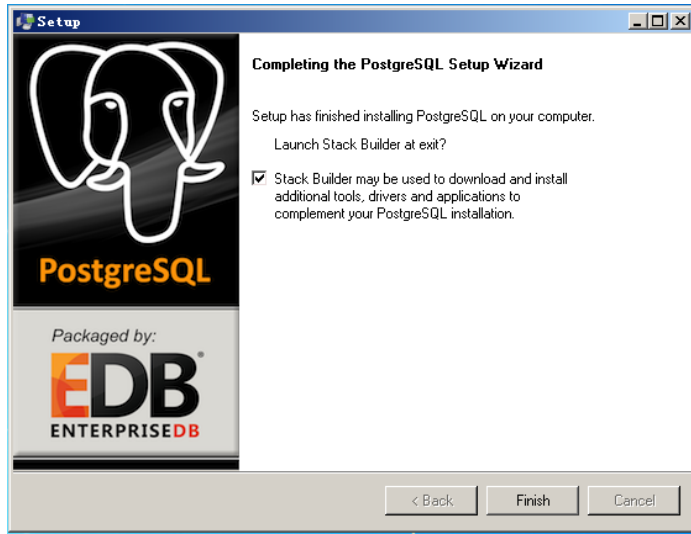 Setup
Completing the PostgreSQL Setup Wizard
Setup has finished installing PostgreSQL on your computer.
Launch Stack Builder at exit?
Stack Builder may be used to download and install
additional tools, drivers and applications to
complement your PostgreSQL installation.
PostgreSQL
Packaged by:
EDB
ENTERPRISEDB
< Back
Finish
Cancel